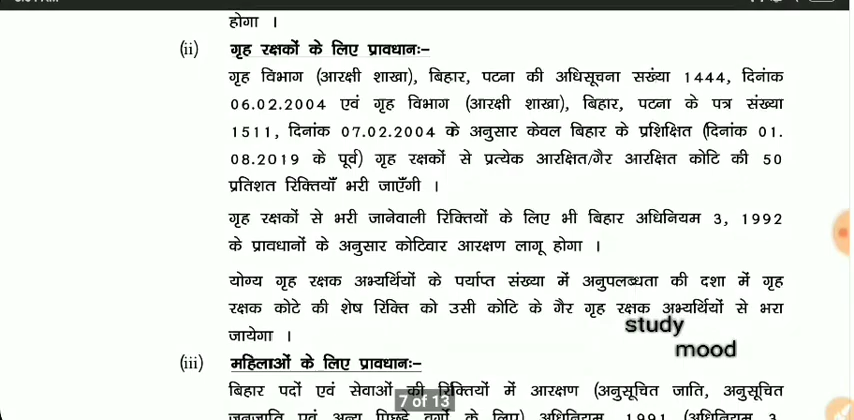 होगा ।
(ii) गृह रक्षकों के लिए प्रावधानः–
गृह विभाग (आरक्षी शाखा), बिहार, पटना की अधिसूचना सख्ंया 1444, दिनांक
06.02.2004 एवं गृह विभाग (आरक्षी शाखा), बिहार, पटना के पत्र संख्या
1511, दिनांक 07.02.2004 के अनुसार केवल बिहार के प्रशिक्षित (दिनांक 01.
08.2019 के पूर्व) गृह रक्षकों से प्रत्येक आरक्षित/गैर आरक्षित कोटि की 50
प्रतिशत रिक्तियाँ भरी जाएँगी ।
गृह रक्षकों से भरी जानेवाली रिक्तियों के लिए भी बिहार अधिनियम 3, 1992
के प्रावधानों के अनुसार कोटिवार आरक्षण लागू होगा ।
योग्य गृह रक्षक अभ्यर्थियों के पर्याप्त संख्या में अनुपलब्धता की दशा में गृह
रक्षक कोटे की शेष रिक्ति को उसी कोटि के गैर गृह रक्षक अभ्यर्थियों से भरा
जायेगा ।
study
mood
(iii) महिलाओं के लिए प्रावधानः–
बिहार पदों एवं सेवाओं की रिक्तियों में आरक्षण (अनुसूचित जाति, अनुसूचित
7 of 13
जनजाति एवं अन्य पिछड़े वर्गों के लिए) अधिनियम, 1991 (अधिनियम 3,